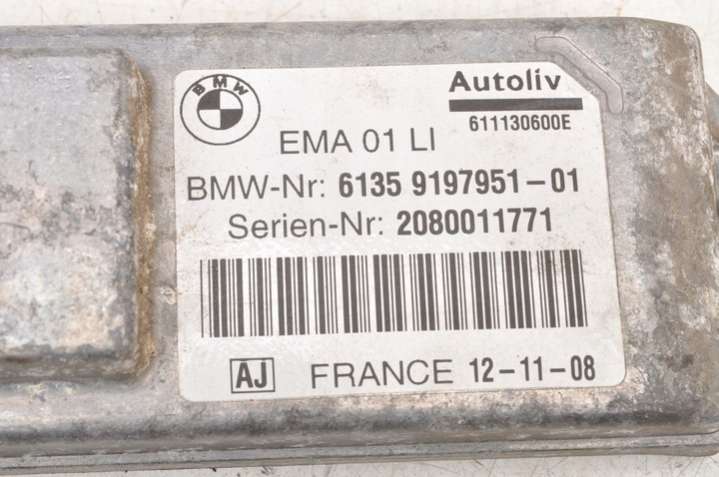 BMW
Autoliv
611130600E
EMA 01 LI
BMW-Nr: 6135 9197951-01
Serien-Nr: 2080011771
AJ FRANCE 12-11-08